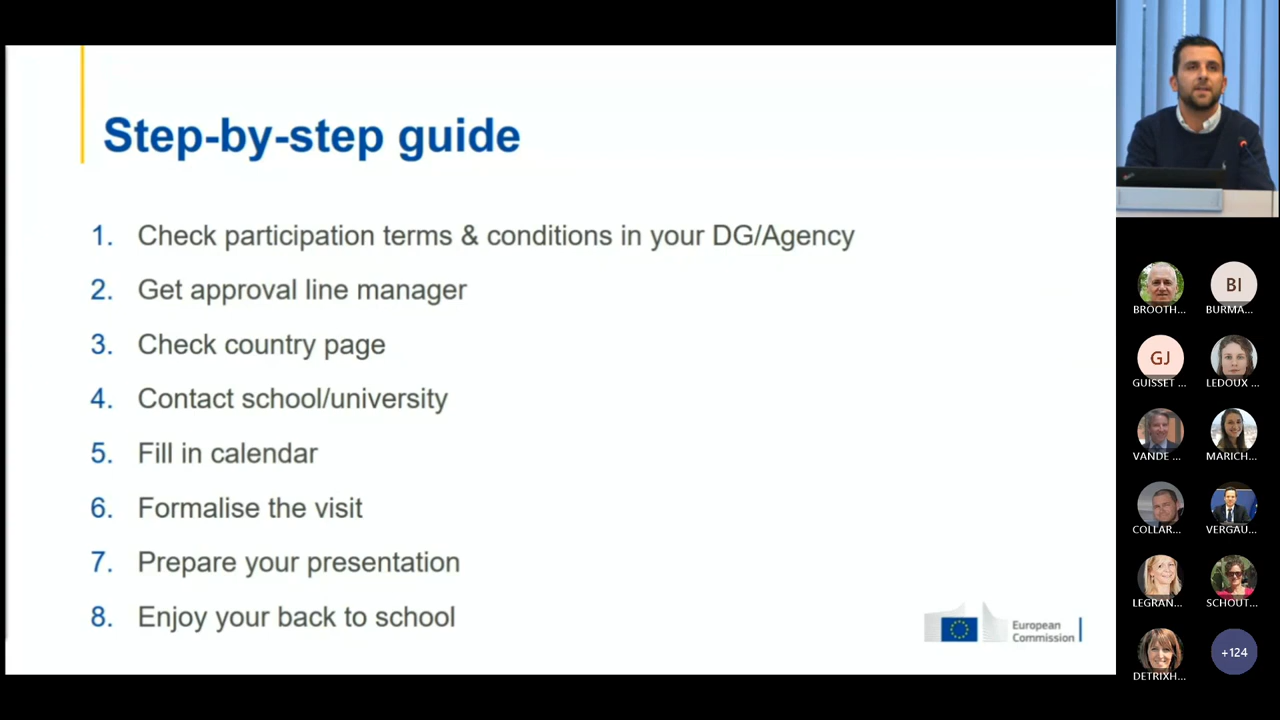 Step-by-step guide
1. Check participation terms & conditions in your DG/Agency
2. Get approval line manager
3. Check country page
4. Contact school/university
5. Fill in calendar
6. Formalise the visit
7. Prepare your presentation
8. Enjoy your back to school
European
Commission
BI
BROOTH...
BURMA...
GJ
GUISSET ...
LEDOUX ...
VANDE ...
MARICH...
COLLAR...
VERGAU...
LEGRAN...
SCHOUT...
+124
DETRIXH...